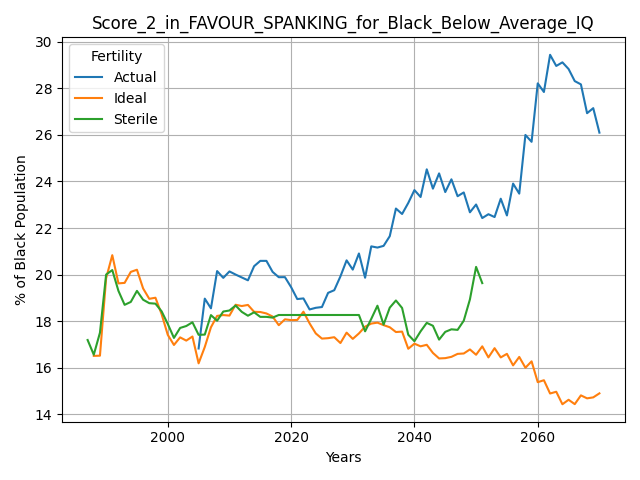 Score_2_in_FAVOUR_SPANKING_for_Black_Below_Average_IQ
Fertility
Actual
Ideal
Sterile
% of Black Population
30
28
26
24
22
20
18
16
14
2000
2020
2040
2060
Years